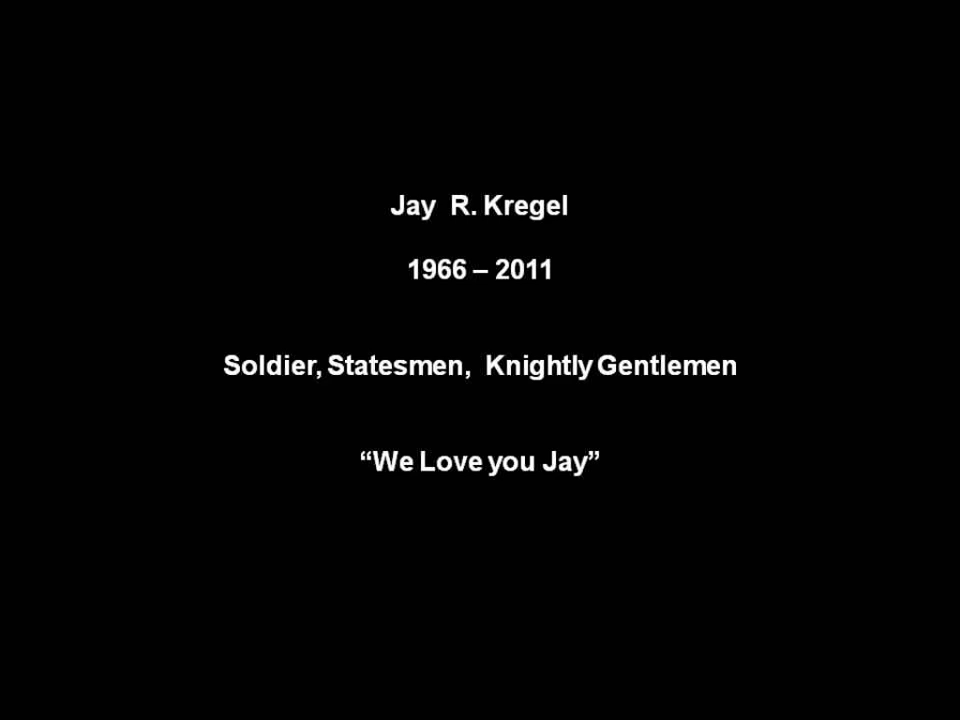 Jay  R. Kregel
1966 – 2011
Soldier, Statesmen,  Knightly Gentlemen
“We Love you Jay”